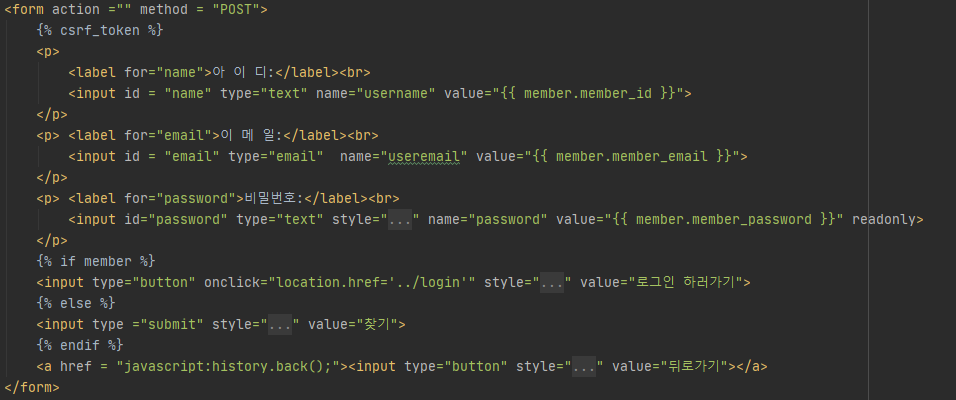 <form action ="" method = "POST">
    {% csrf_token %}
    <p>
        <label for="name">아 이 디:</label><br>
        <input id = "name" type="text" name="username" value="{{ member.member_id }}">
    </p>
    <p> <label for="email">이 메 일:</label><br>
        <input id = "email" type="email"  name="useremail" value="{{ member.member_email }}">
    </p>
    <p> <label for="password">비밀번호:</label><br>
        <input id="password" type="text" style="..." name="password" value="{{ member.member_password }}" readonly>
    </p>
    {% if member %}
    <input type="button" onclick="location.href='../login'" style="..." value="로그인 하러가기">
    {% else %}
    <input type ="submit" style="..." value="찾기">
    {% endif %}
    <a href = "javascript:history.back();"><input type="button" style="..." value="뒤로가기"></a>
</form>